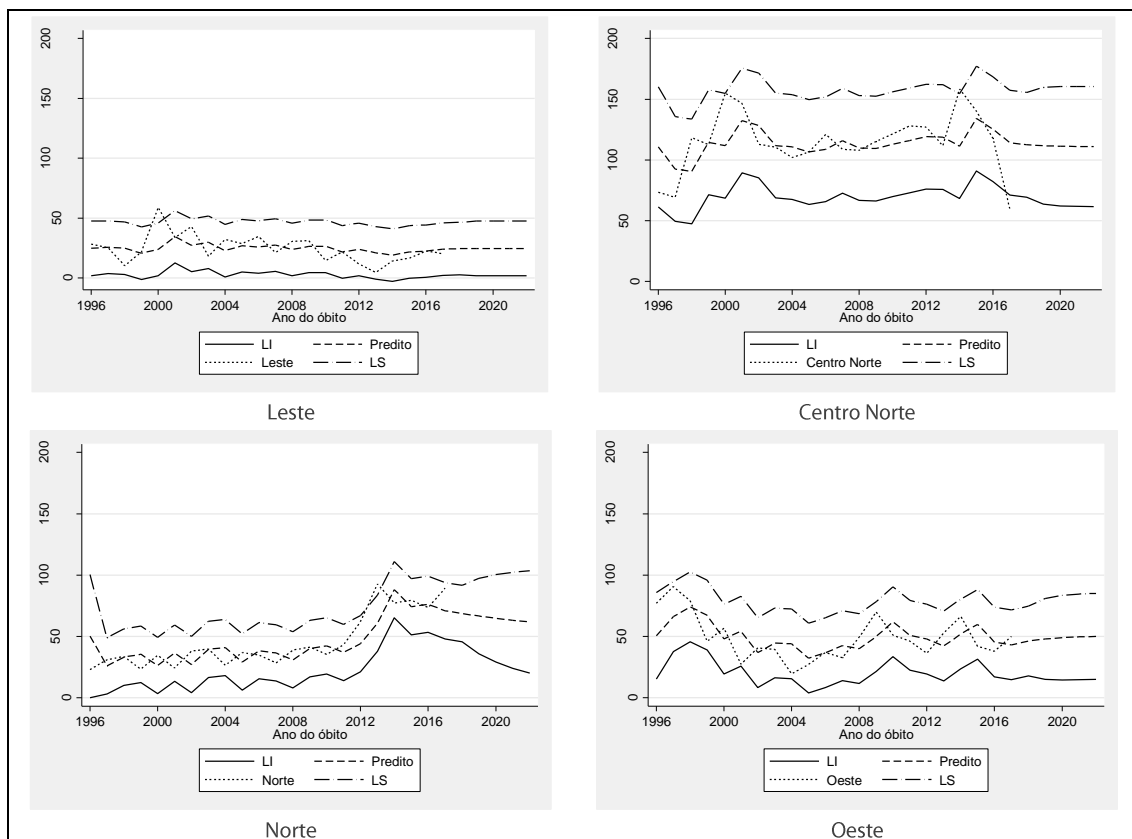 200
150
100
50
0
1996 2000 2004 2008 2012 2016 2020
Ano do óbito
LI Predito
Leste LS
Leste
200
150
100
50
0
1996 2000 2004 2008 2012 2016 2020
Ano do óbito
LI Predito
Centro Norte LS
Centro Norte
200
150
100
50
0
1996 2000 2004 2008 2012 2016 2020
Ano do óbito
LI Predito
Norte LS
Norte
200
150
100
50
0
1996 2000 2004 2008 2012 2016 2020
Ano do óbito
LI Predito
Oeste LS
Oeste